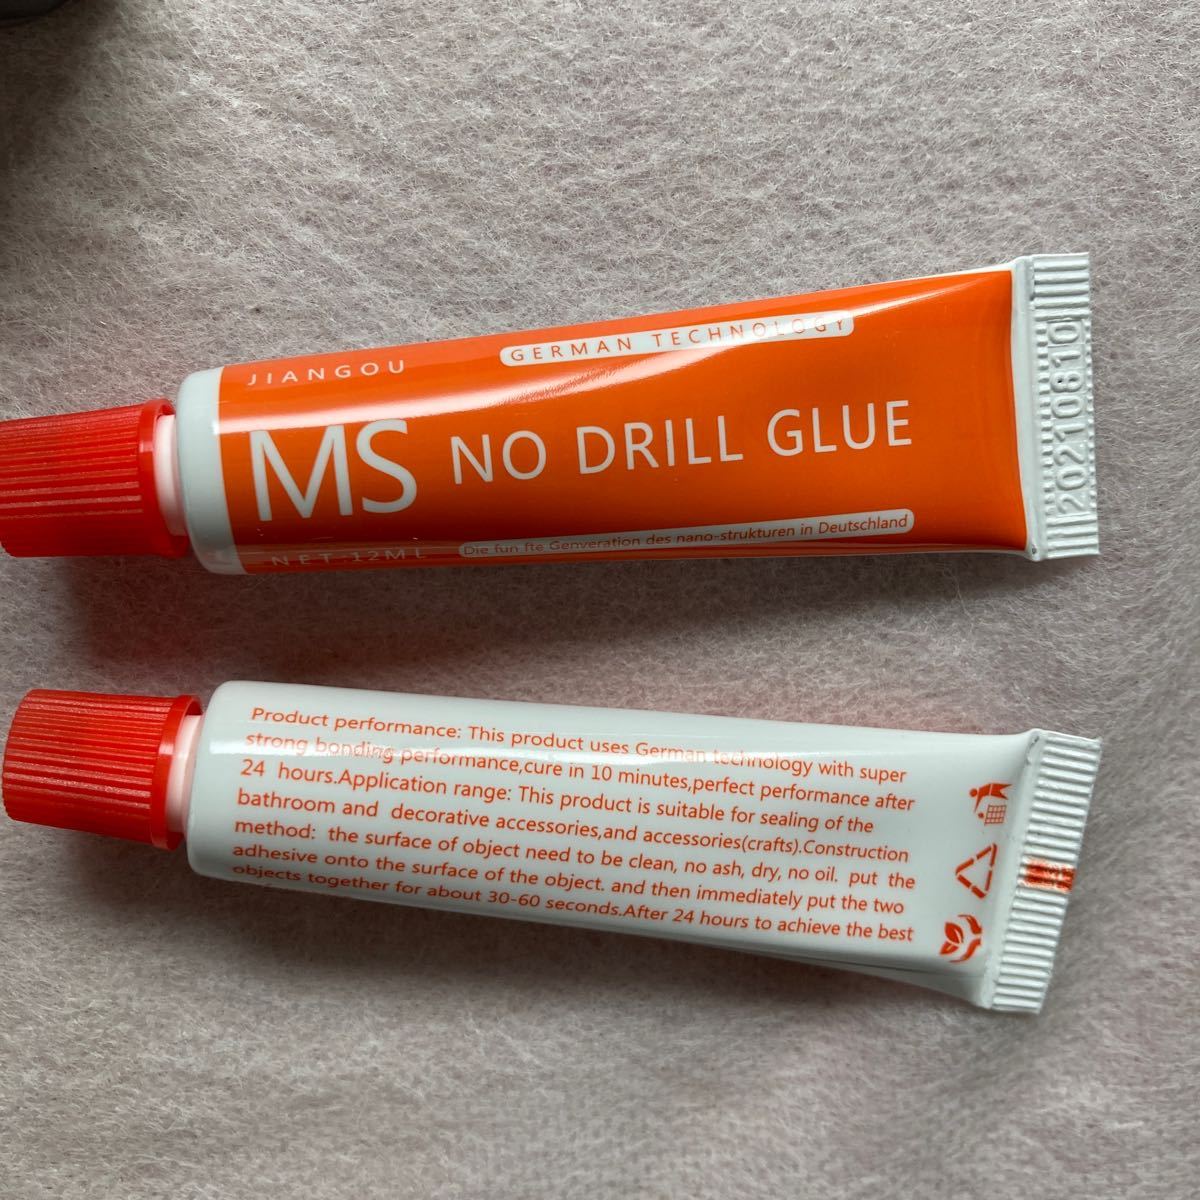 JIANGOU
GERMAN TECHNOLOGY
MS NO DRILL GLUE
NET.12ML
Die fun fte Genveration des nano-strukturen in Deutschland
20210610
Product performance: This product uses German technology with super
strong bonding performance,cure in 10 minutes,perfect performance after
24 hours.Application range: This product is suitable for sealing of the
bathroom and decorative accessories,and accessories(crafts).Construction
method: the surface of object need to be clean, no ash, dry, no oil. put the
adhesive onto the surface of the object. and then immediately put the two
objects together for about 30-60 seconds.After 24 hours to achieve the best